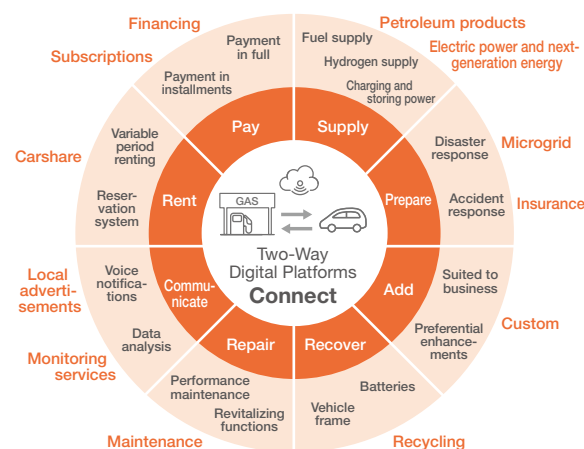 Financing
Petroleum products
Subscriptions
Payment
in full
Fuel supply
Electric power and next-
generation energy
Hydrogen supply
Payment in
installments
Charging and
storing power
Pay
Supply
Carshare
Variable
period
renting
Disaster
response
Microgrid
Reser-
vation
system
Rent
GAS
Prepare
Accident
response
Insurance
Two-Way
Digital Platforms
Connect
Local
adverti-
sements
Voice
notifica-
tions
Commu-
nicate
Add
Suited to
business
Custom
Monitoring
services
Data
analysis
Repair
Recover
Preferential
enhance-
ments
Performance
maintenance
Batteries
Revitalizing
functions
Vehicle
frame
Maintenance
Recycling